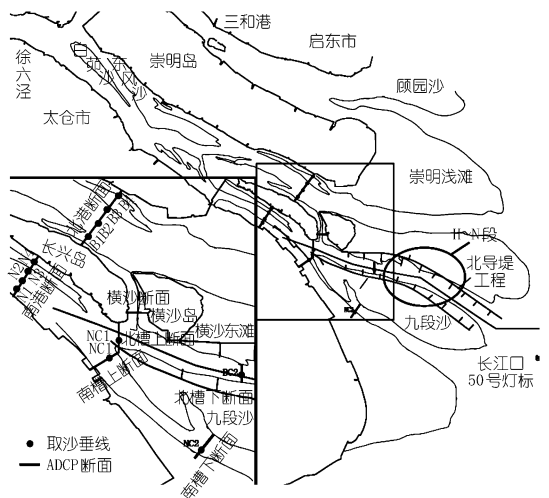 三和港
启东市
徐六泾
白茆沙
东风沙
崇明岛
顾园沙
太仓市
崇明浅滩
北港断面
B1B2B3B4
H-N段
长兴岛
北导堤
工程
南港断面
横沙断面
横沙岛
横沙东滩
NC1
北槽上断面
NC1
南槽上断面
BC2
北槽下断面
九段沙
NC2
南槽下断面
九段沙
长江口
50号灯标
取沙垂线
ADCP断面